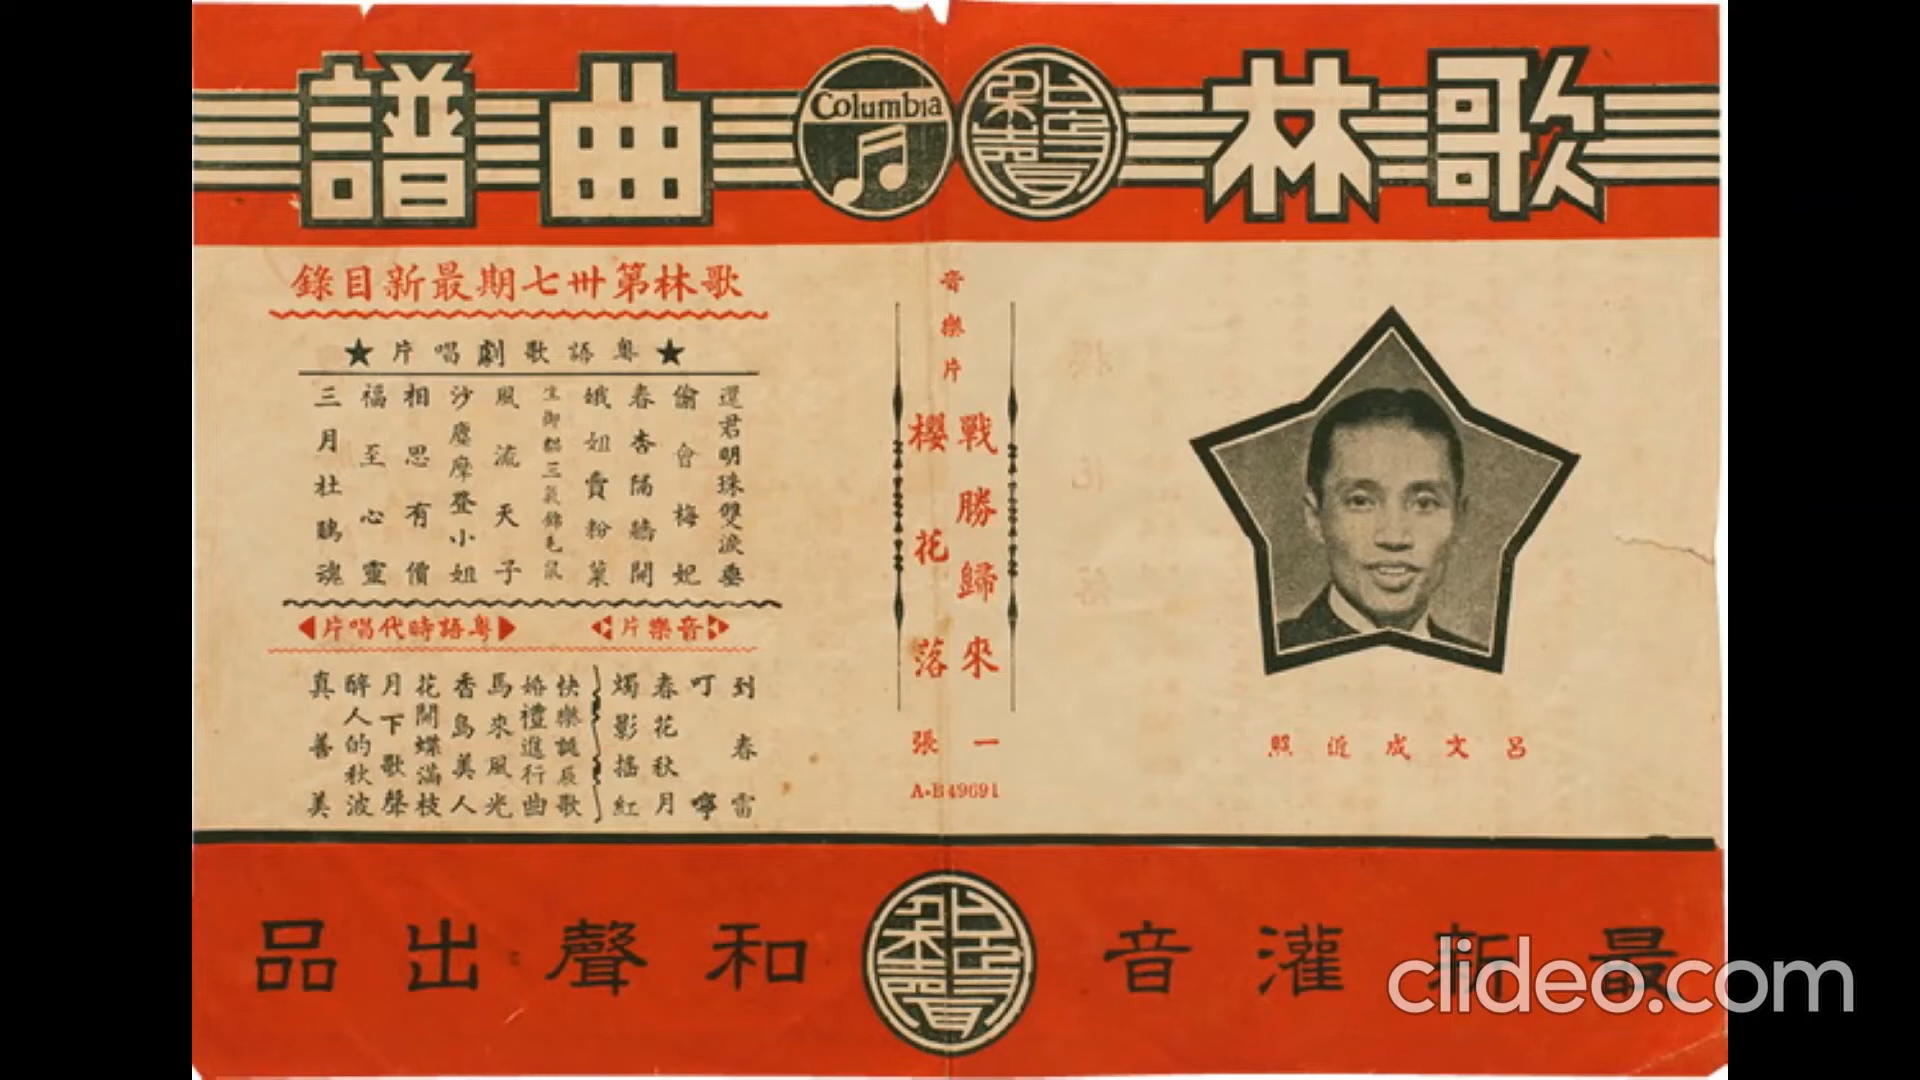 歌林曲譜
Columbia
和聲
呂文成近照
音樂片
戰勝歸來
櫻花落
一張
A-B49691
歌林第卅七期最新目錄
粵語歌劇唱片
還君明珠雙淚垂
偷會梅妃
春杏隔牆開
娥姐賣粉菓
生御貓三氣錦毛鼠
風流天子
沙塵摩登小姐
相思有價
福至心靈
三月杜鵑魂
音樂片
到春雷
叮嚀
春花秋月
燭影搖紅
粵語時代唱片
快樂誕辰歌
婚禮進行曲
馬來風光
香島美人
花開蝶滿枝
月下歌聲
醉人的秋波
真善美
最新灌音
和聲出品
clideo.com